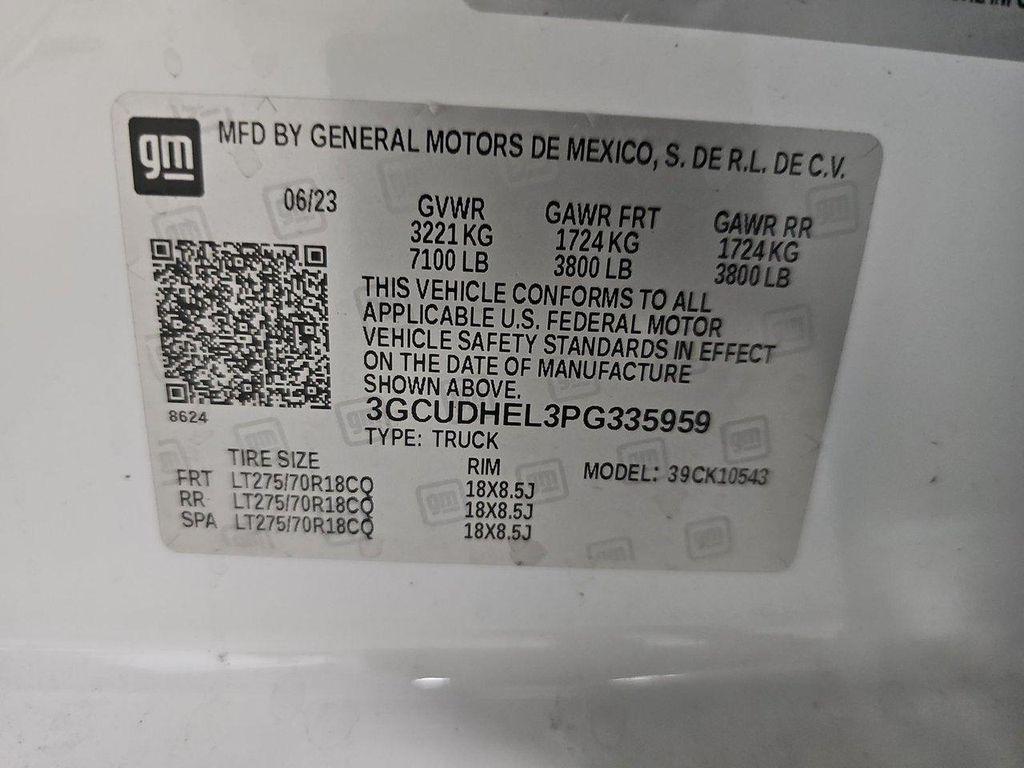 gm
MFD BY GENERAL MOTORS DE MEXICO, S. DE R.L. DE C.V.
06/23
GVWR GAWR FRT GAWR RR
3221 KG 1724 KG 1724 KG
7100 LB 3800 LB 3800 LB
THIS VEHICLE CONFORMS TO ALL
APPLICABLE U.S. FEDERAL MOTOR
VEHICLE SAFETY STANDARDS IN EFFECT
ON THE DATE OF MANUFACTURE
SHOWN ABOVE.
8624
3GCUDHEL3PG335959
TYPE: TRUCK
TIRE SIZE RIM MODEL: 39CK10543
FRT LT275/70R18CQ 18X8.5J
RR LT275/70R18CQ 18X8.5J
SPA LT275/70R18CQ 18X8.5J